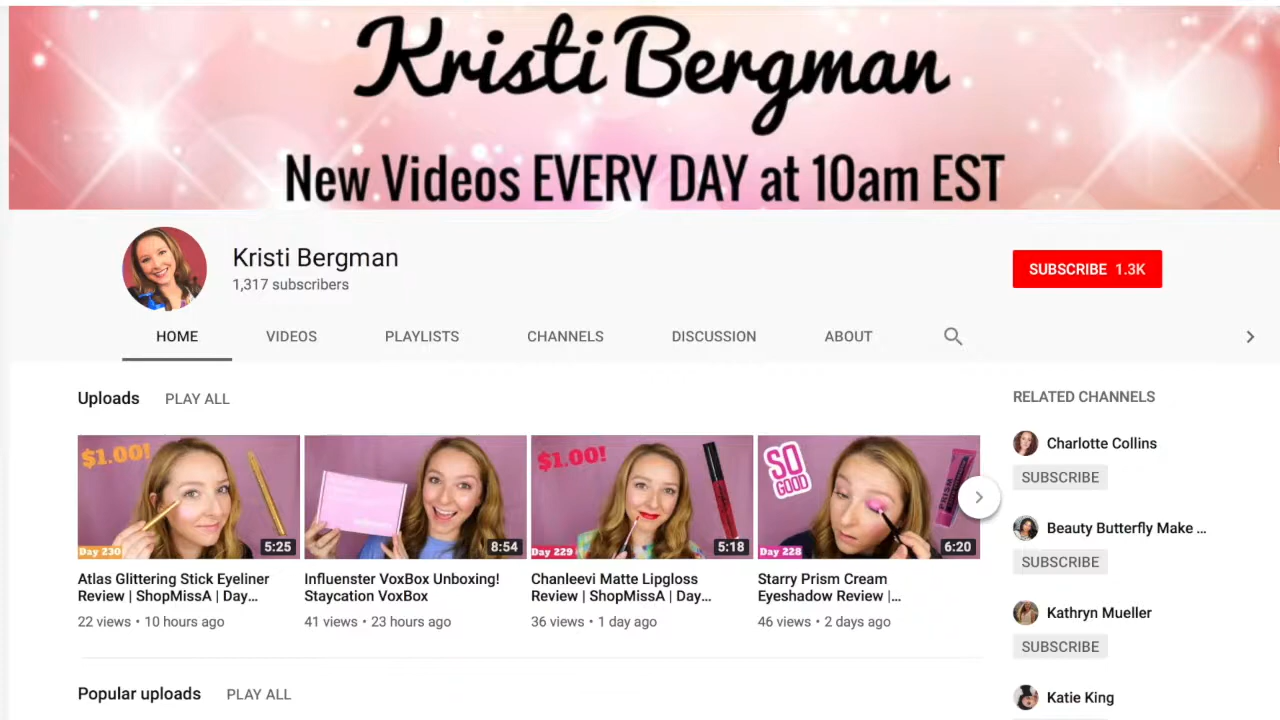 Kristi Bergman
New Videos EVERY DAY at 10am EST
Kristi Bergman
1,317 subscribers
SUBSCRIBE 1.3K
HOME VIDEOS PLAYLISTS CHANNELS DISCUSSION ABOUT
Uploads PLAY ALL
$1.00!
Day 230
5:25
8:54
$1.00!
Day 229
5:18
SO
GOOD
PRISM
Day 228
6:20
Atlas Glittering Stick Eyeliner
Review | ShopMissA | Day...
22 views • 10 hours ago
Influenster VoxBox Unboxing!
Staycation VoxBox
41 views • 23 hours ago
Chanleevi Matte Lipgloss
Review | ShopMissA | Day...
36 views • 1 day ago
Starry Prism Cream
Eyeshadow Review |...
46 views • 2 days ago
Popular uploads PLAY ALL
RELATED CHANNELS
Charlotte Collins
SUBSCRIBE
Beauty Butterfly Make ...
SUBSCRIBE
Kathryn Mueller
SUBSCRIBE
Katie King